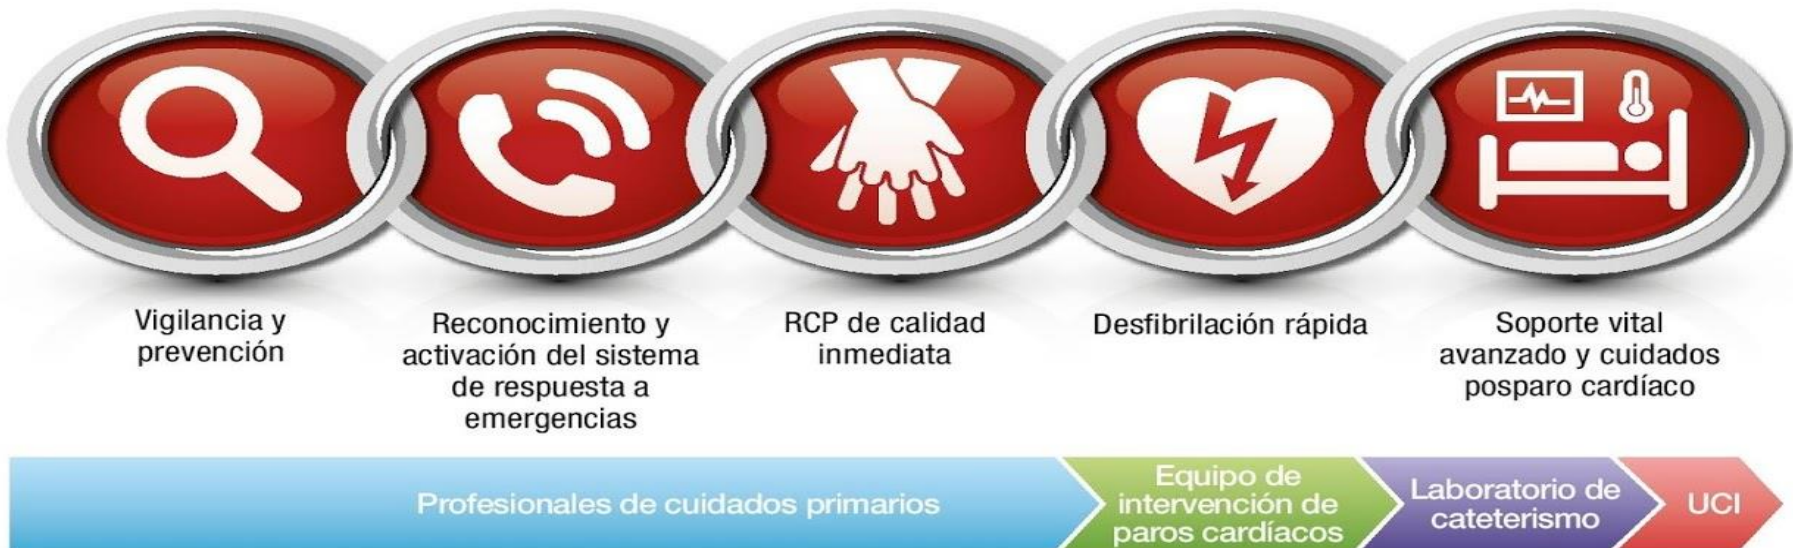 Vigilancia y
prevención
Reconocimiento y
activación del sistema
de respuesta a
emergencias
RCP de calidad
inmediata
Desfibrilación rápida
Soporte vital
avanzado y cuidados
posparo cardíaco
Profesionales de cuidados primarios
Equipo de
intervención de
paros cardíacos
Laboratorio de
cateterismo
UCI